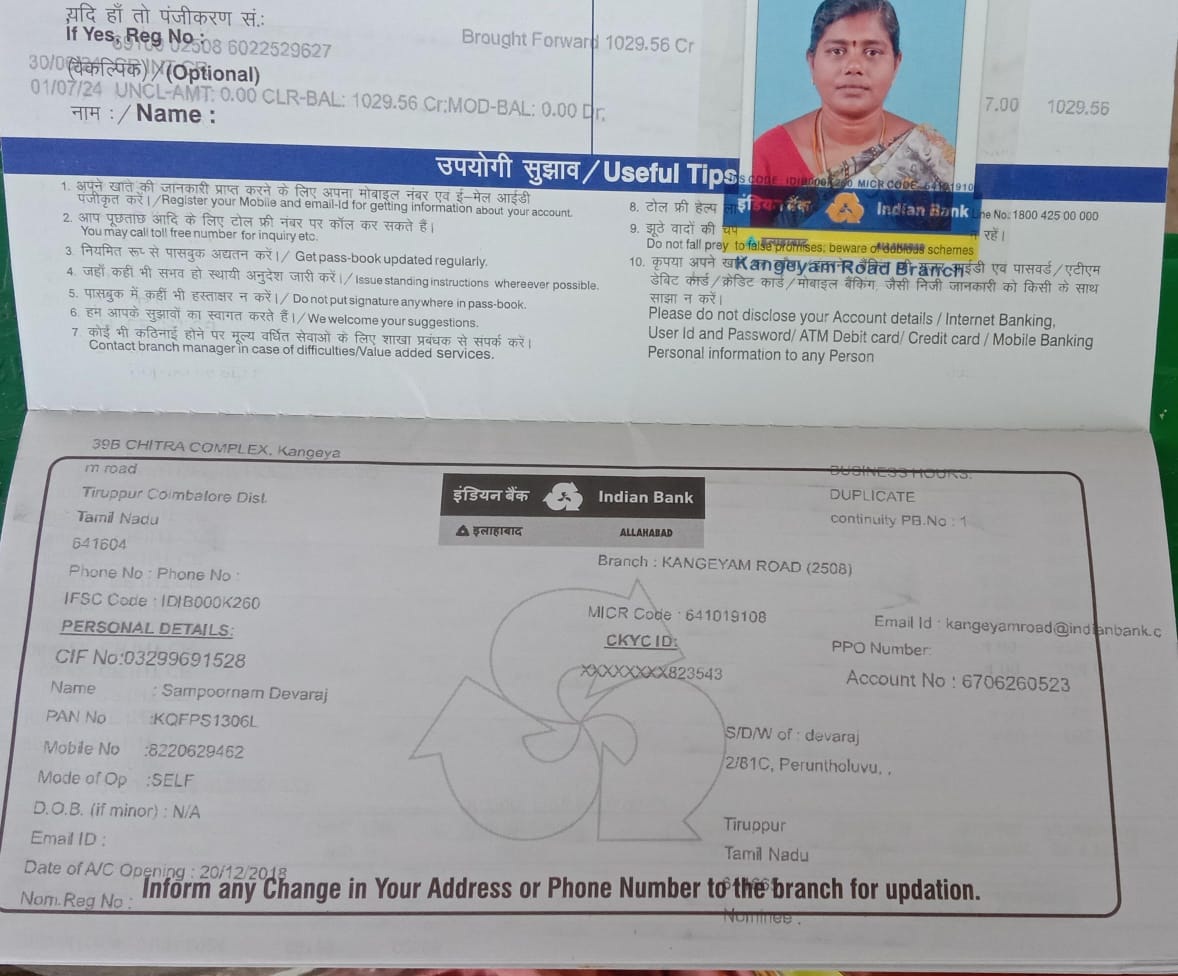 यदि हाँ तो पंजीकरण सं.:
If Yes, Reg No :
02508 6022529627
Brought Forward 1029.56 Cr
(वैकल्पिक) / (Optional)
01/07/24 UNCL-AMT: 0.00 CLR-BAL: 1029.56 Cr;MOD-BAL: 0.00 Dr;
7.00 1029.56
नाम : / Name :
उपयोगी सुझाव / Useful Tips
1. अपने खाते की जानकारी प्राप्त करने के लिए अपना मोबाइल नंबर एवं ई-मेल आईडी
पंजीकृत करें। / Register your Mobile and email-Id for getting information about your account.
2. आप पूछताछ आदि के लिए टोल फ्री नंबर पर कॉल कर सकते हैं।
You may call toll free number for inquiry etc.
3. नियमित रूप से पासबुक अद्यतन करें। / Get pass-book updated regularly.
4. जहाँ कहीं भी संभव हो स्थायी अनुदेश जारी करें। / Issue standing instructions whereever possible.
5. पासबुक में कहीं भी हस्ताक्षर न करें। / Do not put signature anywhere in pass-book.
6. हम आपके सुझावों का स्वागत करते हैं। / We welcome your suggestions.
7. कोई भी कठिनाई होने पर मूल्य वर्धित सेवाओं के लिए शाखा प्रबंधक से संपर्क करें।
Contact branch manager in case of difficulties/Value added services.
MICR CODE
8. टोल फ्री हेल्प Line No: 1800 425 00 000
इंडियन बैंक Indian Bank
9. झूठे वादों की रहें।
Do not fall prey to false promises; beware of dubious schemes
इलाहाबाद ALLAHABAD
Kangeyam Road Branch
10. कृपया अपने आईडी एवं पासवर्ड / एटीएम
डेबिट कार्ड / क्रेडिट कार्ड / मोबाइल बैंकिंग, जैसी निजी जानकारी को किसी के साथ
साझा न करें।
Please do not disclose your Account details / Internet Banking,
User Id and Password/ ATM Debit card/ Credit card / Mobile Banking
Personal information to any Person
39B CHITRA COMPLEX, Kangeya
m road
Tiruppur Coimbatore Dist.
Tamil Nadu
641604
Phone No : Phone No :
IFSC Code : IDIB000K260
इंडियन बैंक Indian Bank
इलाहाबाद ALLAHABAD
BUSINESS HOURS:
DUPLICATE
continuity PB.No : 1
Branch : KANGEYAM ROAD (2508)
MICR Code : 641019108
Email Id : kangeyamroad@indianbank.c
PERSONAL DETAILS:
CKYC ID:
PPO Number:
CIF No:03299691528
XXXXXXXX823543
Account No : 6706260523
Name : Sampoornam Devaraj
PAN No :KQFPS1306L
Mobile No :8220629462
Mode of Op :SELF
D.O.B. (if minor) : N/A
Email ID :
Date of A/C Opening : 20/12/2018
Nom.Reg No :
S/D/W of : devaraj
2/81C, Peruntholuvu, ,
Tiruppur
Tamil Nadu
Inform any Change in Your Address or Phone Number to the branch for updation.
Nominee :